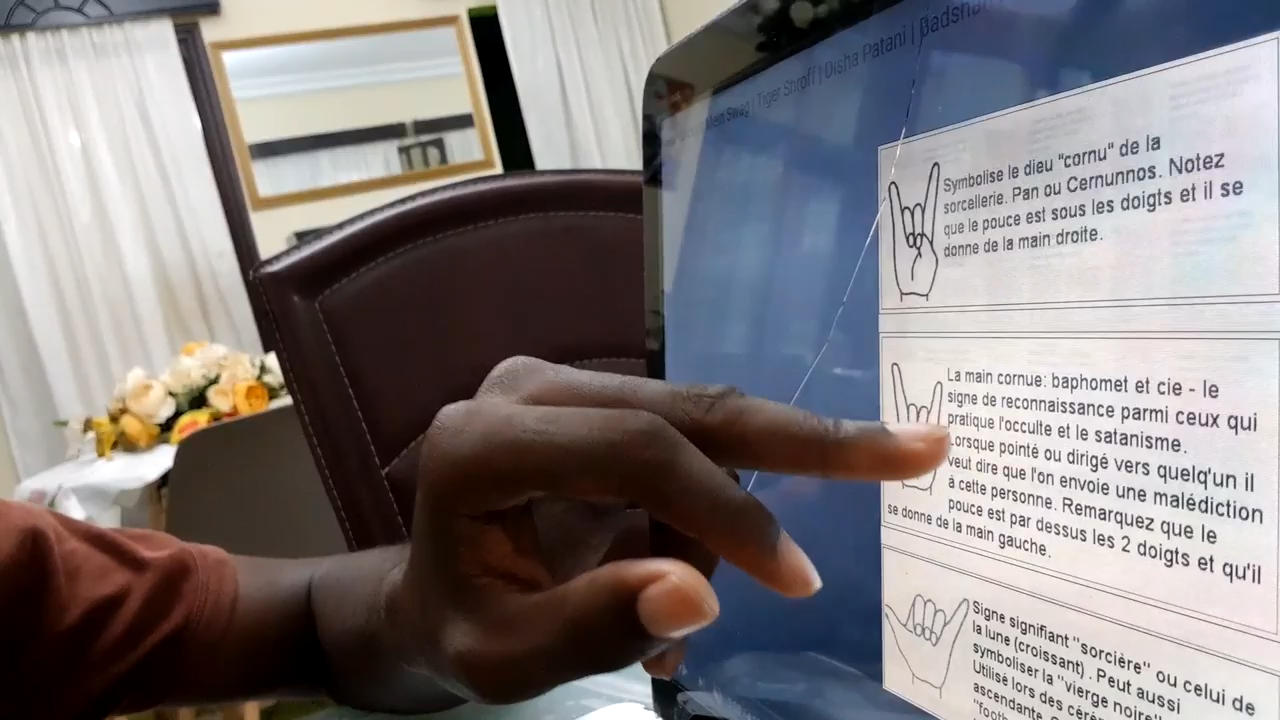 Swag | Tiger Shroff | Disha Patani | Badshah
Symbolise le dieu "cornu" de la
sorcellerie. Pan ou Cernunnos. Notez
que le pouce est sous les doigts et il se
donne de la main droite.
La main cornue: baphomet et cie - le
signe de reconnaissance parmi ceux qui
pratique l'occulte et le satanisme.
Lorsque pointé ou dirigé vers quelq'un il
veut dire que l'on envoie une malédiction
à cette personne. Remarquez que le
pouce est par dessus les 2 doigts et qu'il
se donne de la main gauche.
Signe signifiant "sorcière" ou celui de
la lune (croissant). Peut aussi
symboliser la "vierge noire
Utilisé lors des céré
ascendante.
"footb